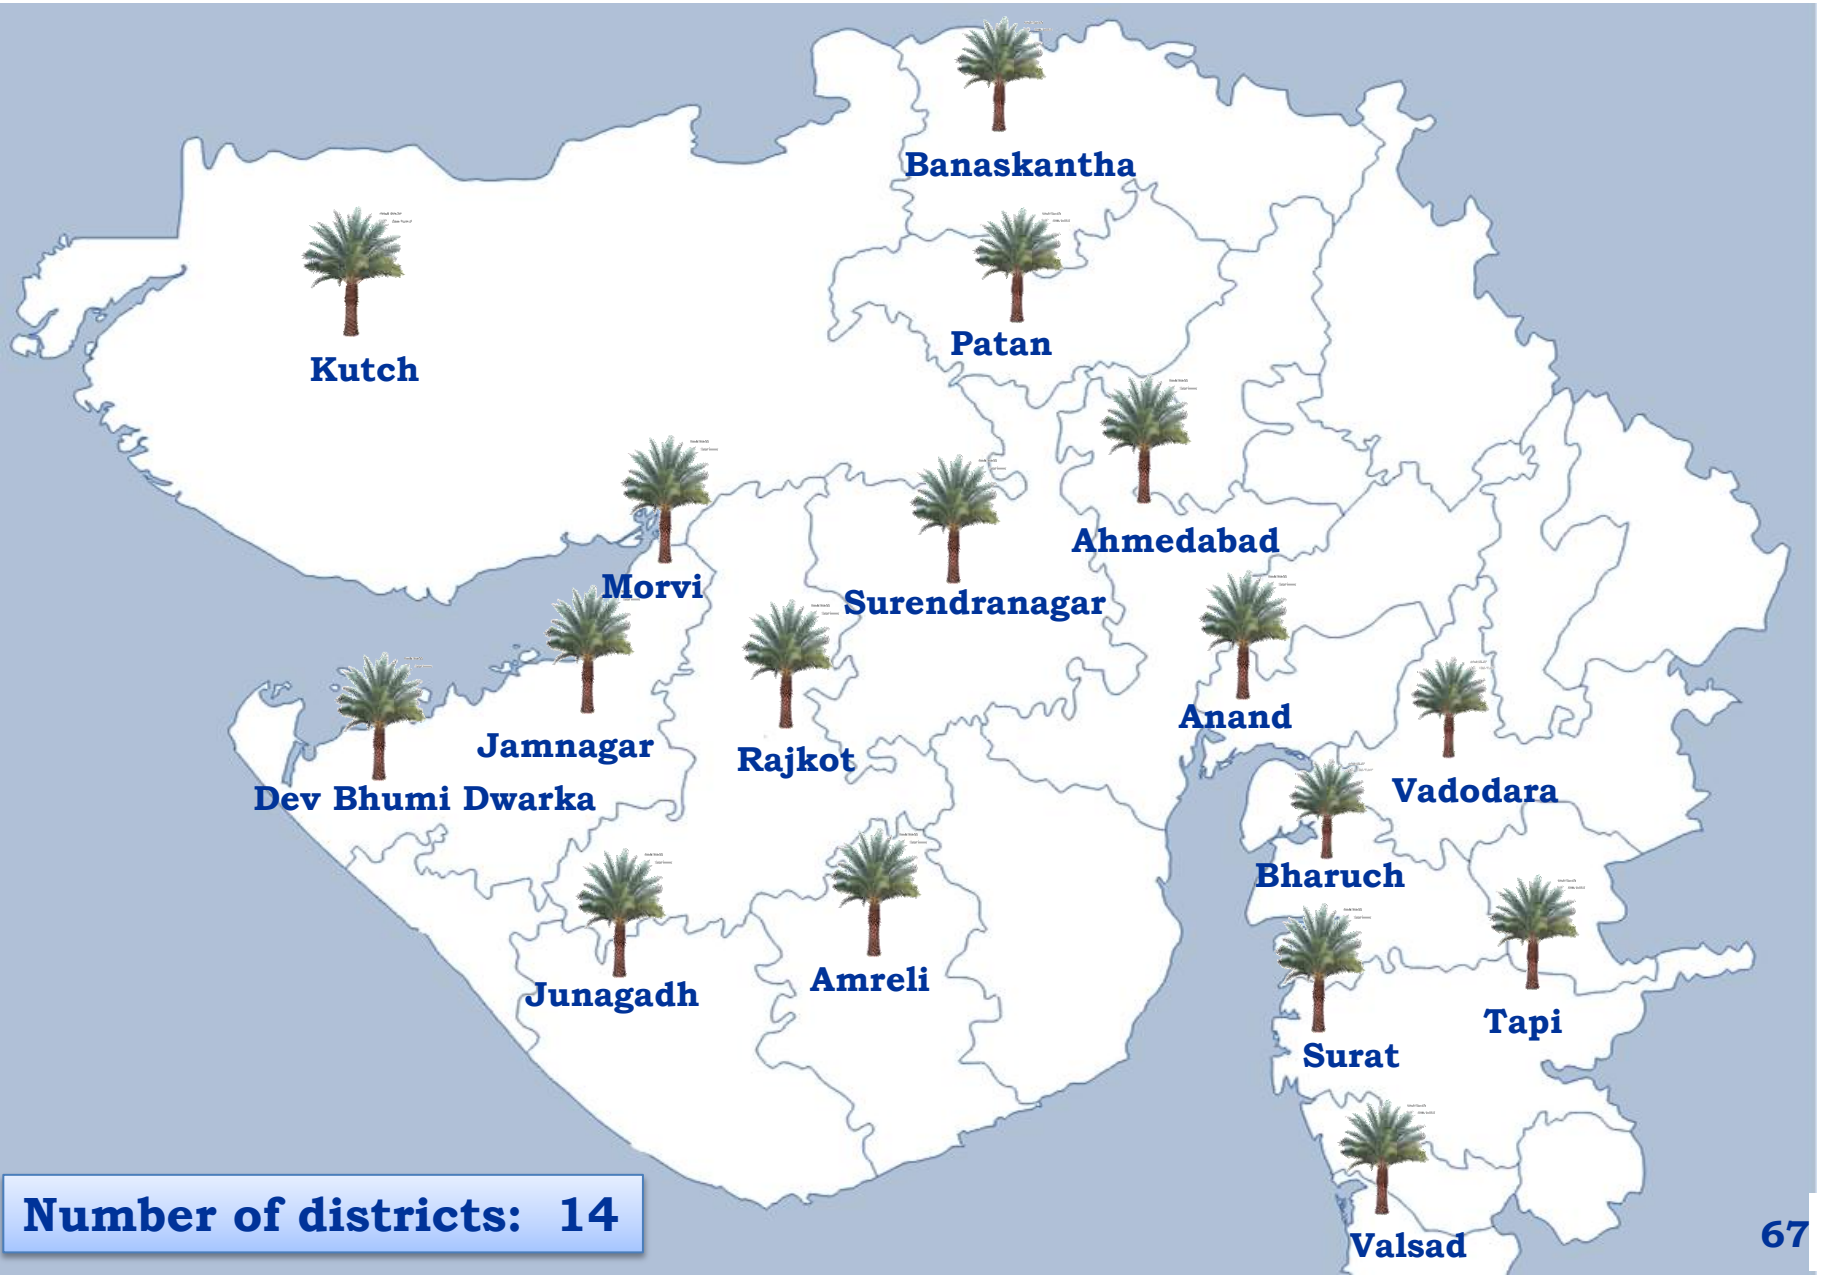 Banaskantha
Patan
Kutch
Ahmedabad
Morvi
Surendranagar
Anand
Jamnagar
Rajkot
Vadodara
Dev Bhumi Dwarka
Bharuch
Amreli
Junagadh
Tapi
Surat
Number of districts: 14
67
Valsad